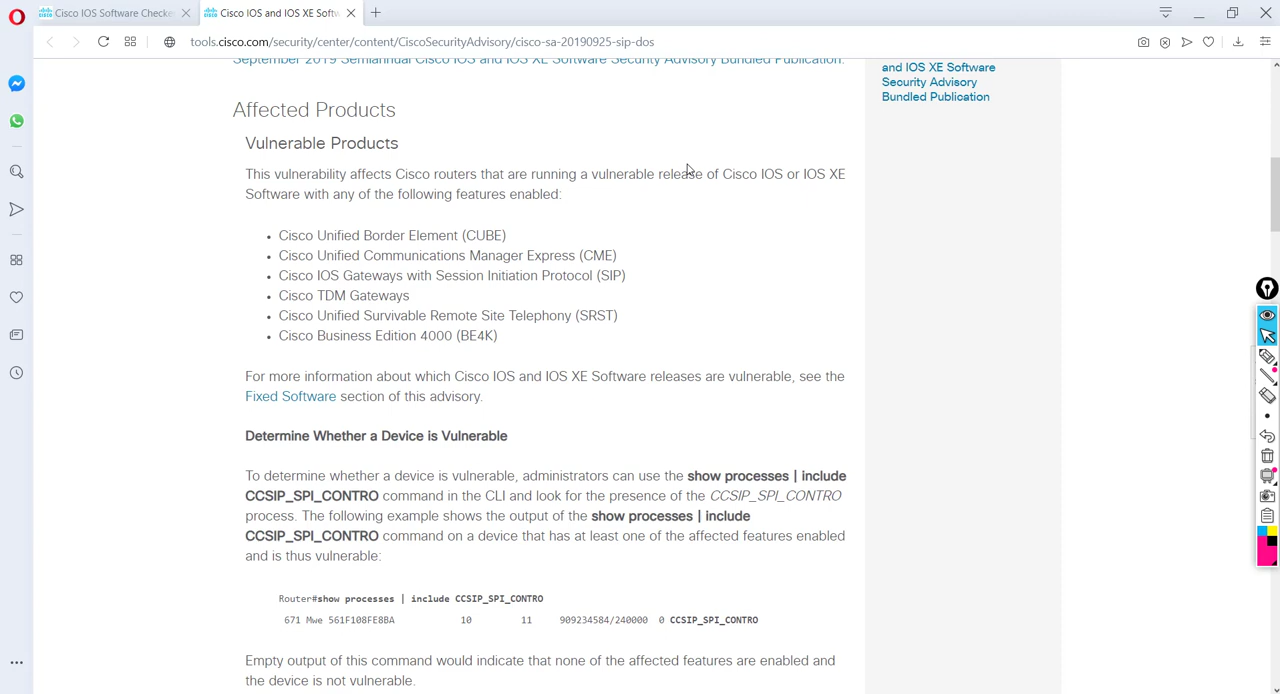 Cisco IOS Software Checke
Cisco IOS and IOS XE Softw
tools.cisco.com/security/center/content/CiscoSecurityAdvisory/cisco-sa-20190925-sip-dos
September 2019 Semiannual Cisco IOS and IOS XE Software Security Advisory Bundled Publication.
and IOS XE Software
Security Advisory
Bundled Publication
Affected Products
Vulnerable Products
This vulnerability affects Cisco routers that are running a vulnerable release of Cisco IOS or IOS XE
Software with any of the following features enabled:
• Cisco Unified Border Element (CUBE)
• Cisco Unified Communications Manager Express (CME)
• Cisco IOS Gateways with Session Initiation Protocol (SIP)
• Cisco TDM Gateways
• Cisco Unified Survivable Remote Site Telephony (SRST)
• Cisco Business Edition 4000 (BE4K)
For more information about which Cisco IOS and IOS XE Software releases are vulnerable, see the
Fixed Software section of this advisory.
Determine Whether a Device is Vulnerable
To determine whether a device is vulnerable, administrators can use the show processes | include
CCSIP_SPI_CONTRO command in the CLI and look for the presence of the CCSIP_SPI_CONTRO
process. The following example shows the output of the show processes | include
CCSIP_SPI_CONTRO command on a device that has at least one of the affected features enabled
and is thus vulnerable:
Router#show processes | include CCSIP_SPI_CONTRO
671 Mwe 561F108FE8BA 10 11 909234584/240000 0 CCSIP_SPI_CONTRO
Empty output of this command would indicate that none of the affected features are enabled and
the device is not vulnerable.